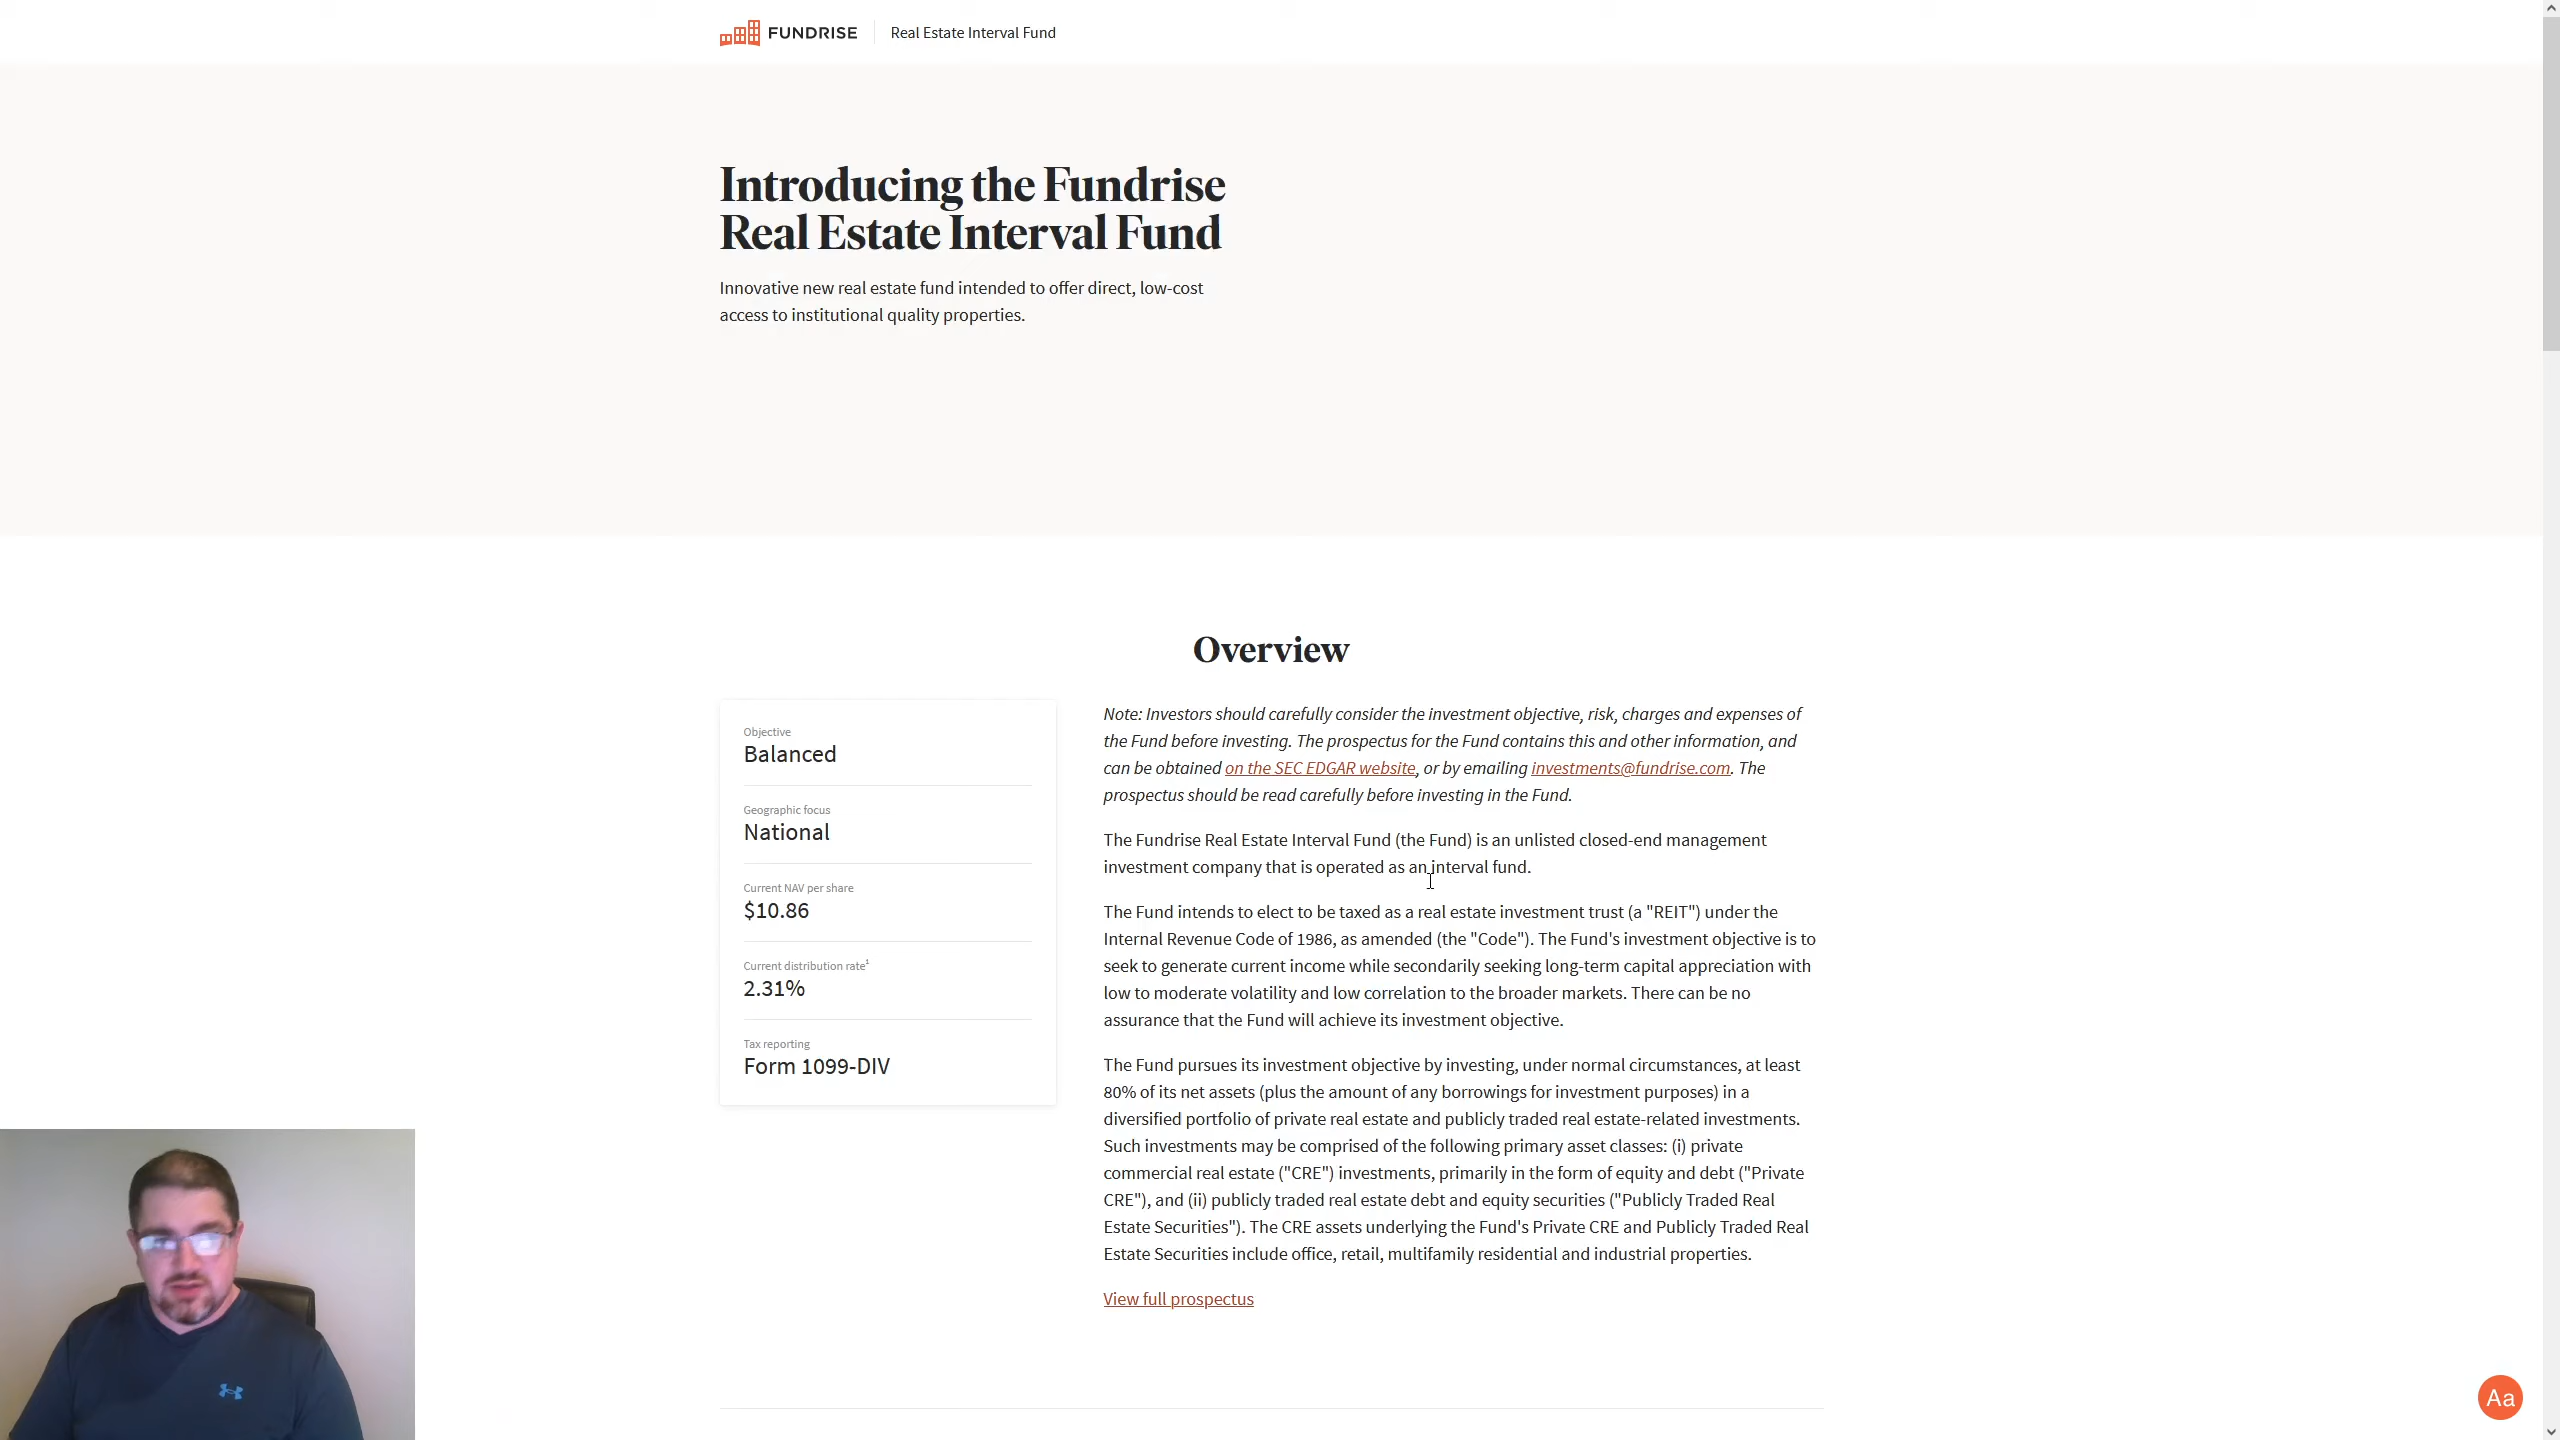 FUNDRISE
Real Estate Interval Fund
Introducing the Fundrise
Real Estate Interval Fund
Innovative new real estate fund intended to offer direct, low-cost
access to institutional quality properties.
Overview
Objective
Balanced
Geographic focus
National
Current NAV per share
$10.86
Current distribution rate¹
2.31%
Tax reporting
Form 1099-DIV
Note: Investors should carefully consider the investment objective, risk, charges and expenses of
the Fund before investing. The prospectus for the Fund contains this and other information, and
can be obtained on the SEC EDGAR website, or by emailing investments@fundrise.com. The
prospectus should be read carefully before investing in the Fund.
The Fundrise Real Estate Interval Fund (the Fund) is an unlisted closed-end management
investment company that is operated as an interval fund.
The Fund intends to elect to be taxed as a real estate investment trust (a "REIT") under the
Internal Revenue Code of 1986, as amended (the "Code"). The Fund's investment objective is to
seek to generate current income while secondarily seeking long-term capital appreciation with
low to moderate volatility and low correlation to the broader markets. There can be no
assurance that the Fund will achieve its investment objective.
The Fund pursues its investment objective by investing, under normal circumstances, at least
80% of its net assets (plus the amount of any borrowings for investment purposes) in a
diversified portfolio of private real estate and publicly traded real estate-related investments.
Such investments may be comprised of the following primary asset classes: (i) private
commercial real estate ("CRE") investments, primarily in the form of equity and debt ("Private
CRE"), and (ii) publicly traded real estate debt and equity securities ("Publicly Traded Real
Estate Securities"). The CRE assets underlying the Fund's Private CRE and Publicly Traded Real
Estate Securities include office, retail, multifamily residential and industrial properties.
View full prospectus
Aa